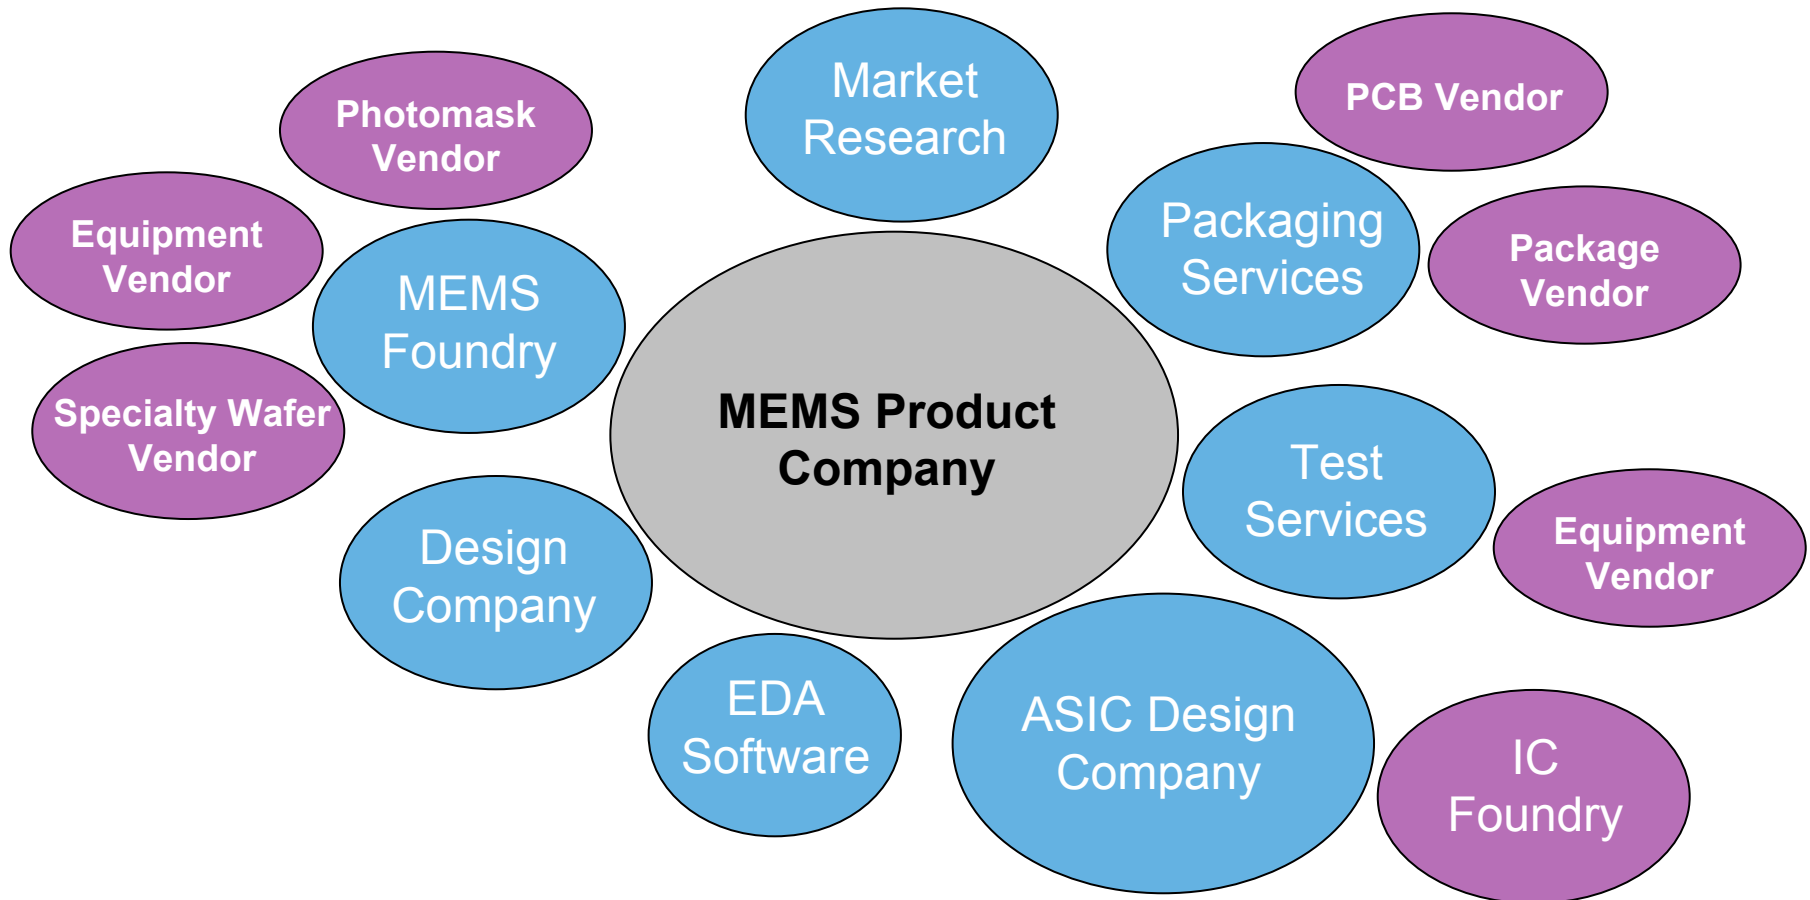 Market
Research
PCB Vendor
Photomask
Vendor
Packaging
Services
Equipment
Vendor
Package
Vendor
MEMS
Foundry
MEMS Product
Company
Specialty Wafer
Vendor
Test
Services
Equipment
Vendor
Design
Company
EDA
Software
ASIC Design
Company
IC
Foundry